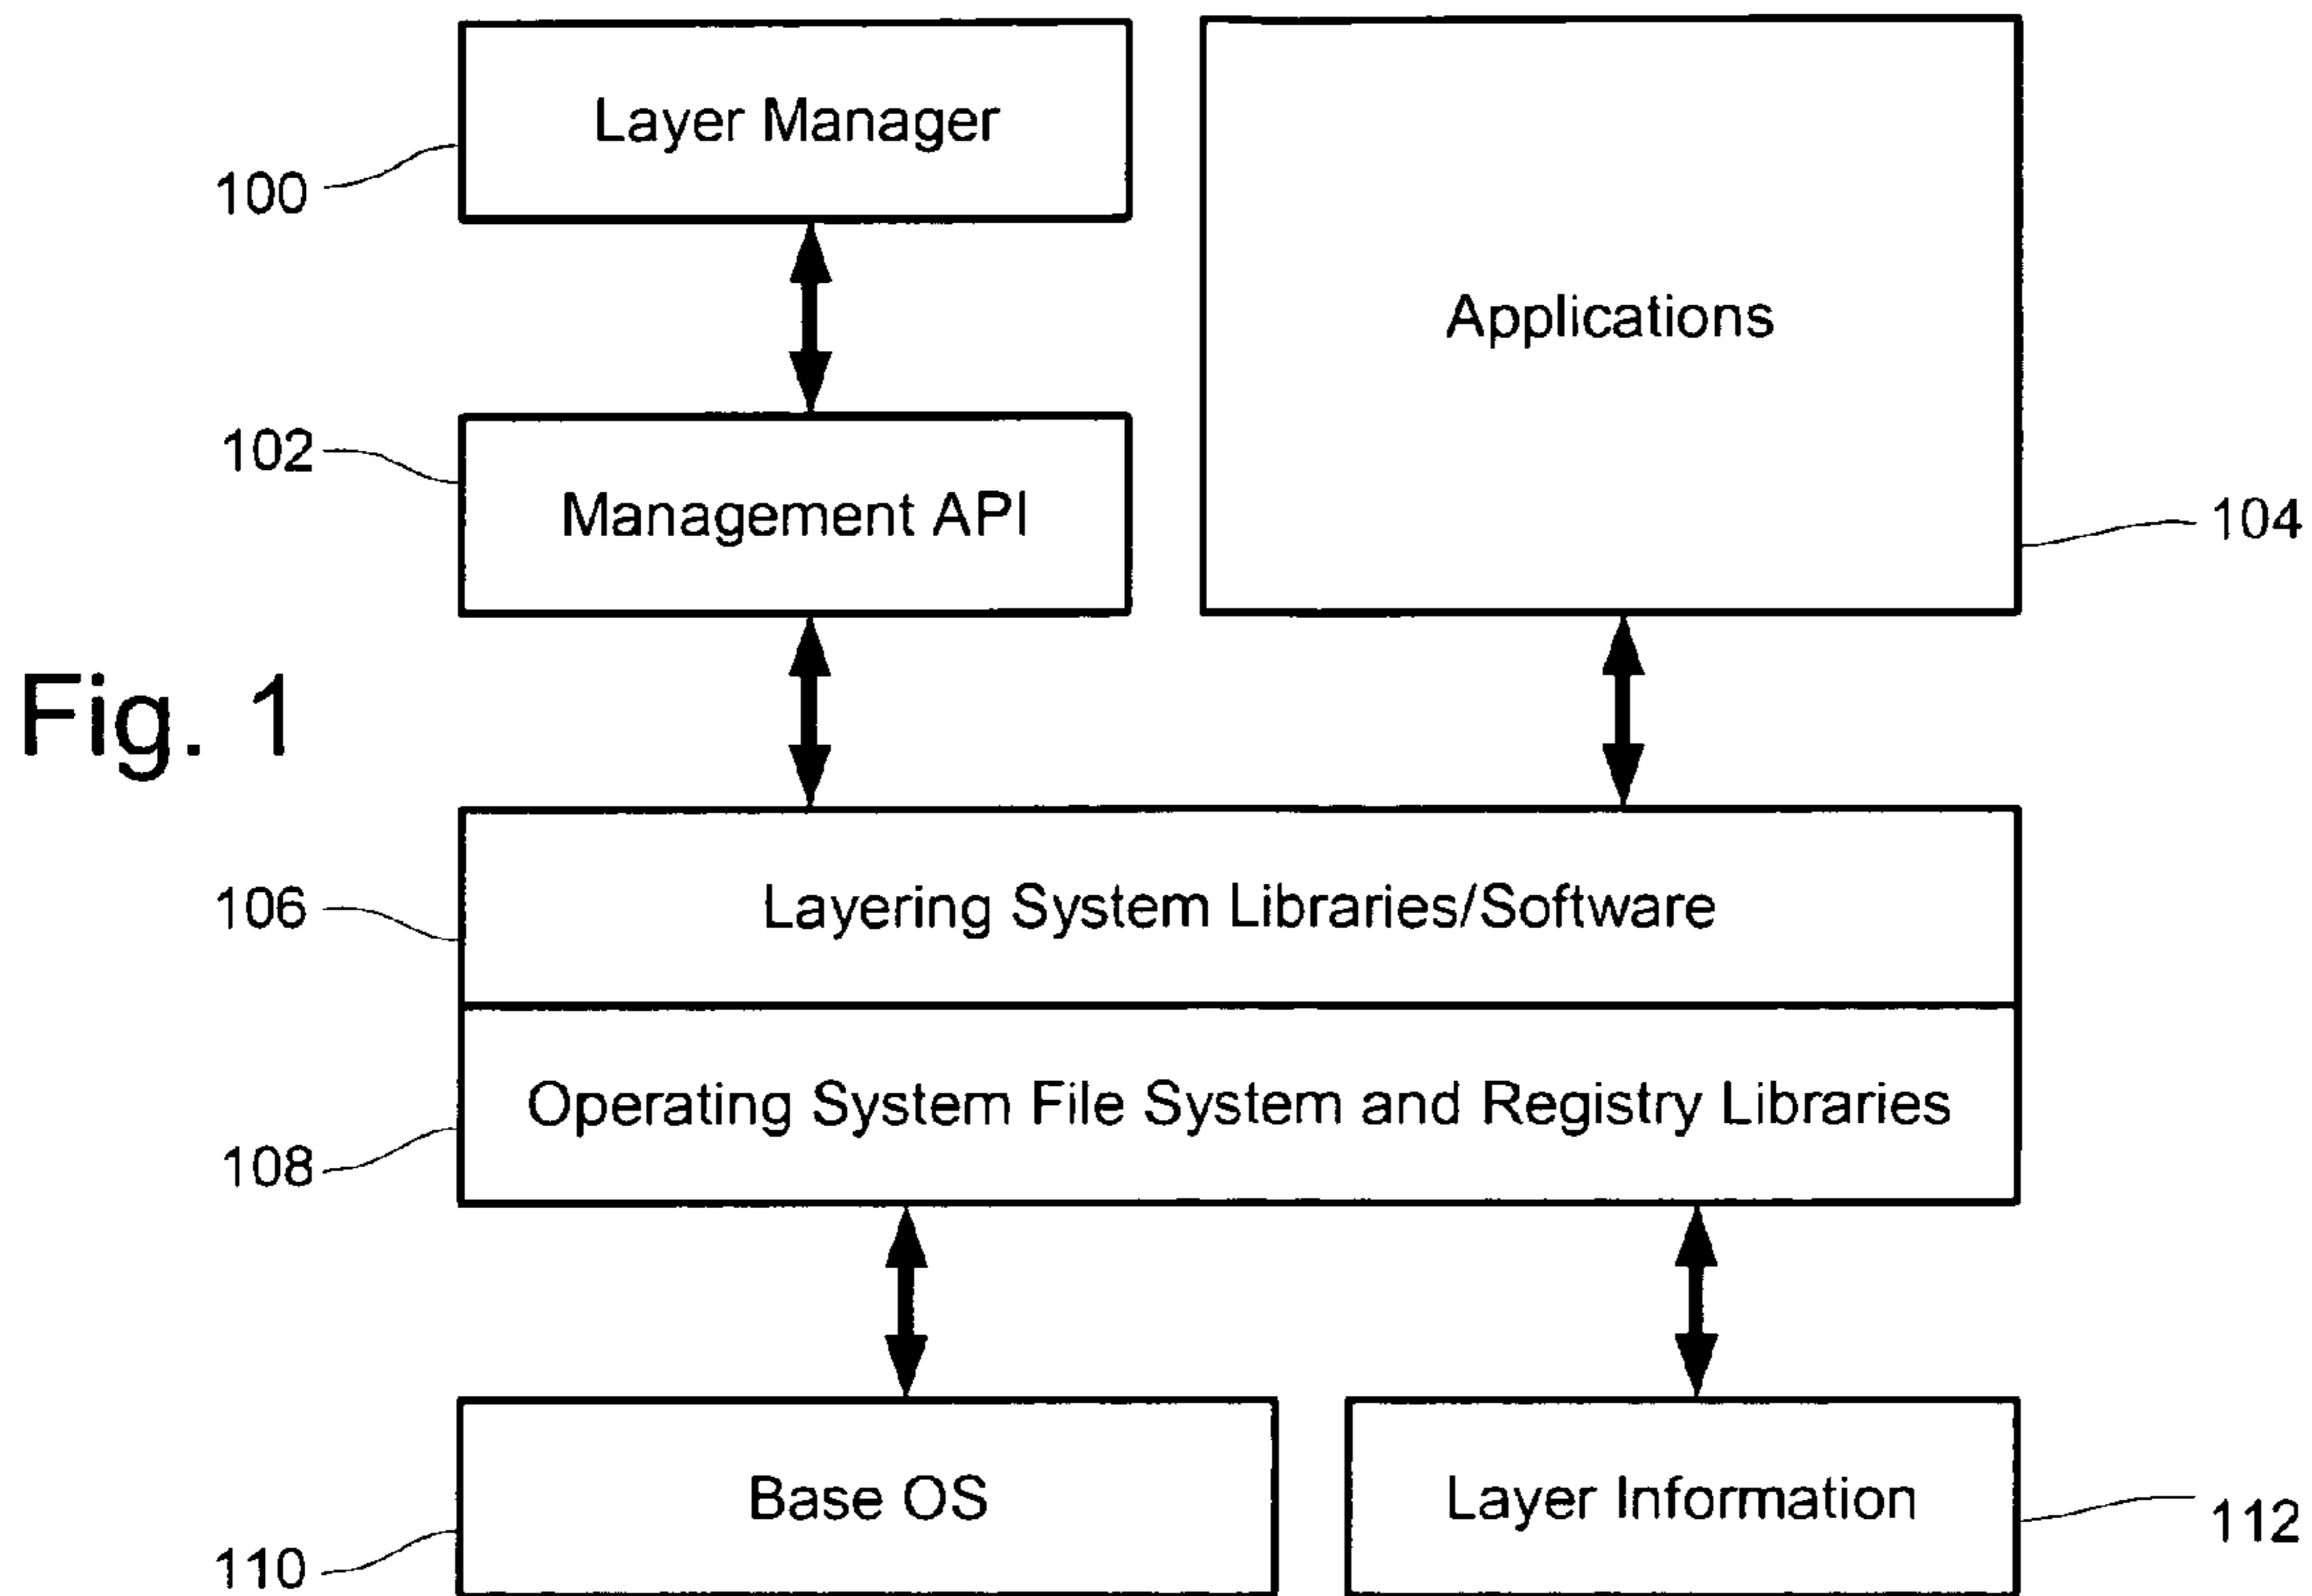 Layer Manager
100
Applications
102
Management API
104
Fig. 1
Layering System Libraries/Software
106
Operating System File System and Registry Libraries
108
Base OS
Layer Information
110
112